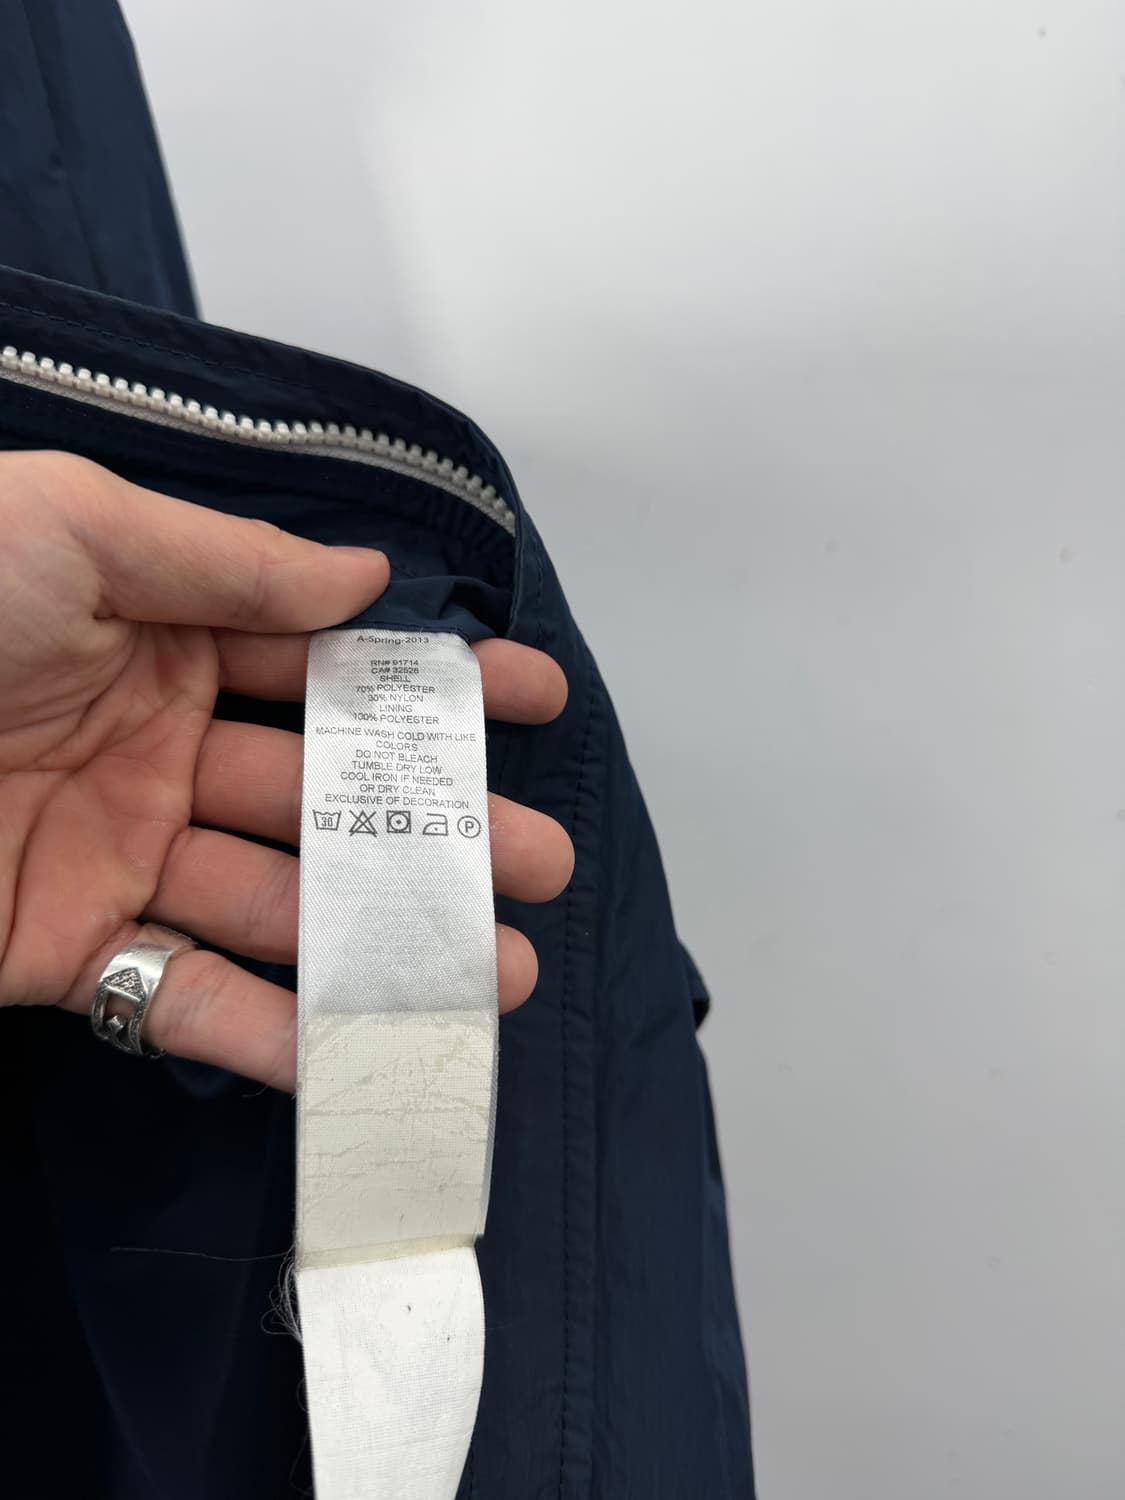 A-Spring-2013
RN# 91714
CA# 32526
SHELL
70% POLYESTER
30% NYLON
LINING
100% POLYESTER
MACHINE WASH COLD WITH LIKE
COLORS
DO NOT BLEACH
TUMBLE DRY LOW
COOL IRON IF NEEDED
OR DRY CLEAN
EXCLUSIVE OF DECORATION
30 P